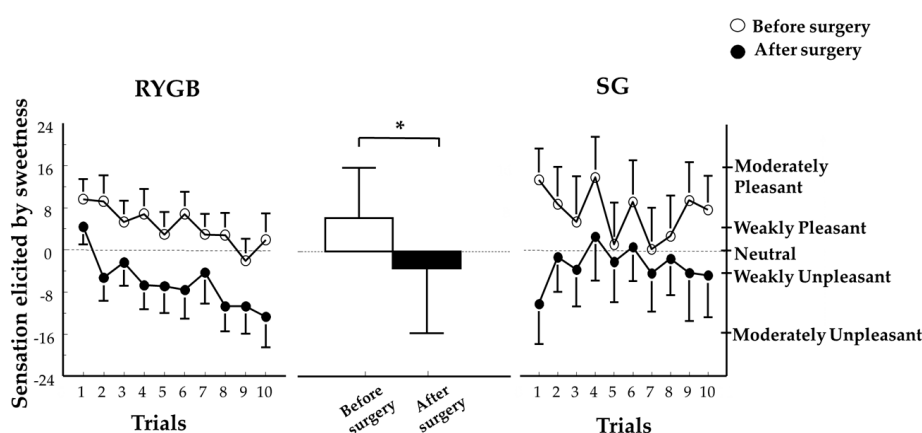 Before surgery
After surgery
RYGB
SG
*
Sensation elicited by sweetness
24
16
8
0
-8
-16
-24
Moderately
Pleasant
Weakly Pleasant
Neutral
Weakly Unpleasant
Moderately Unpleasant
1 2 3 4 5 6 7 8 9 10
Trials
Before
surgery
After
surgery
1 2 3 4 5 6 7 8 9 10
Trials